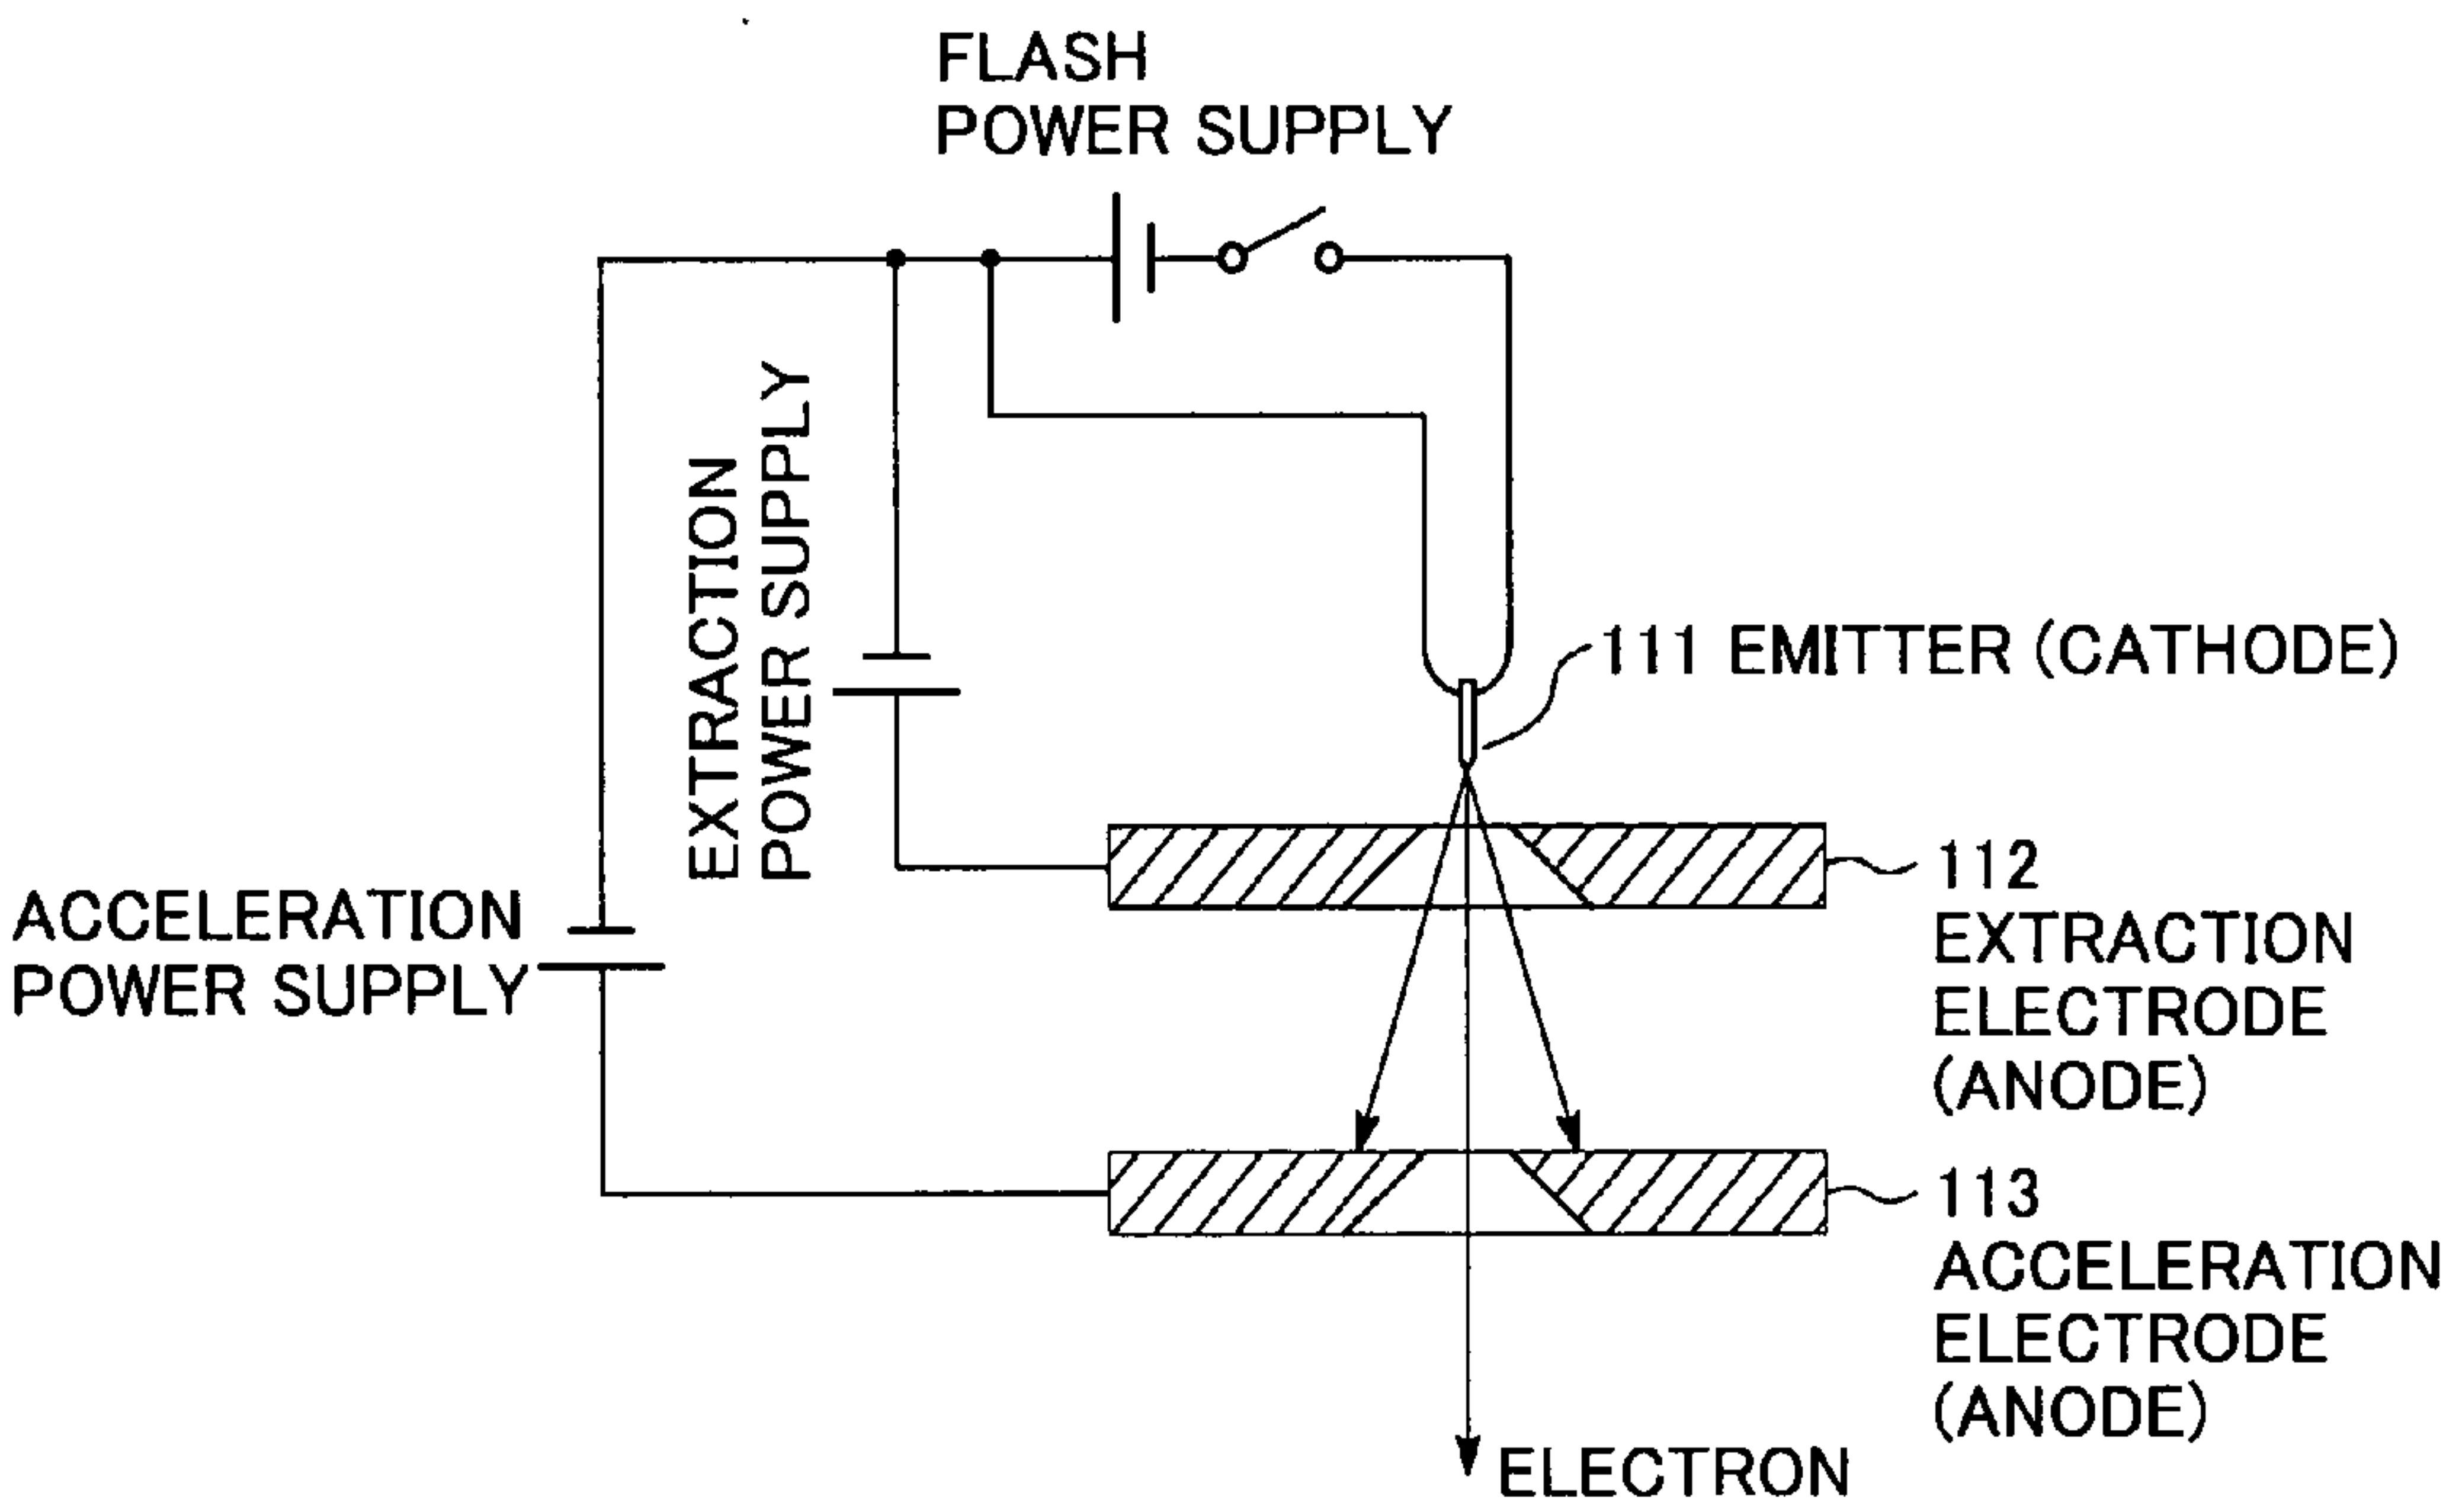 FLASH
POWER SUPPLY
EXTRACTION
POWER SUPPLY
111 EMITTER (CATHODE)
112
EXTRACTION
ELECTRODE
(ANODE)
ACCELERATION
POWER SUPPLY
113
ACCELERATION
ELECTRODE
(ANODE)
ELECTRON